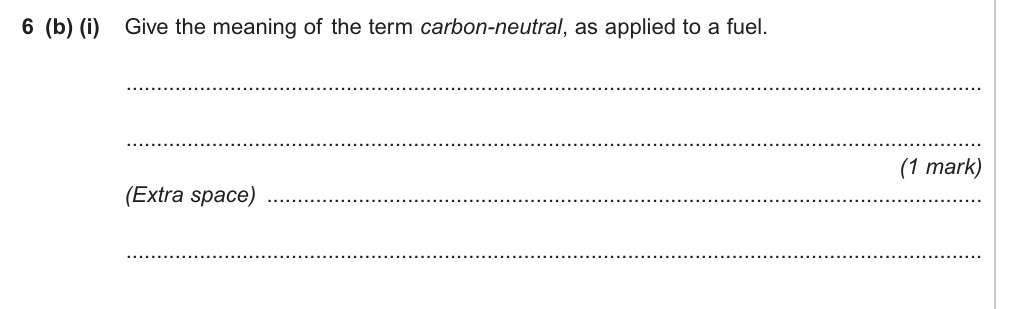 6 (b) (i) Give the meaning of the term carbon-neutral, as applied to a fuel.
(1 mark)
(Extra space)